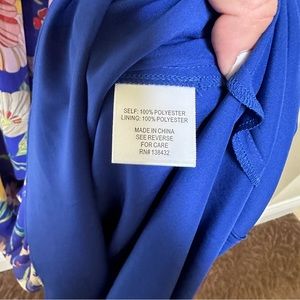 SELF: 100% POLYESTER
LINING: 100% POLYESTER
MADE IN CHINA
SEE REVERSE
FOR CARE
RN# 138432